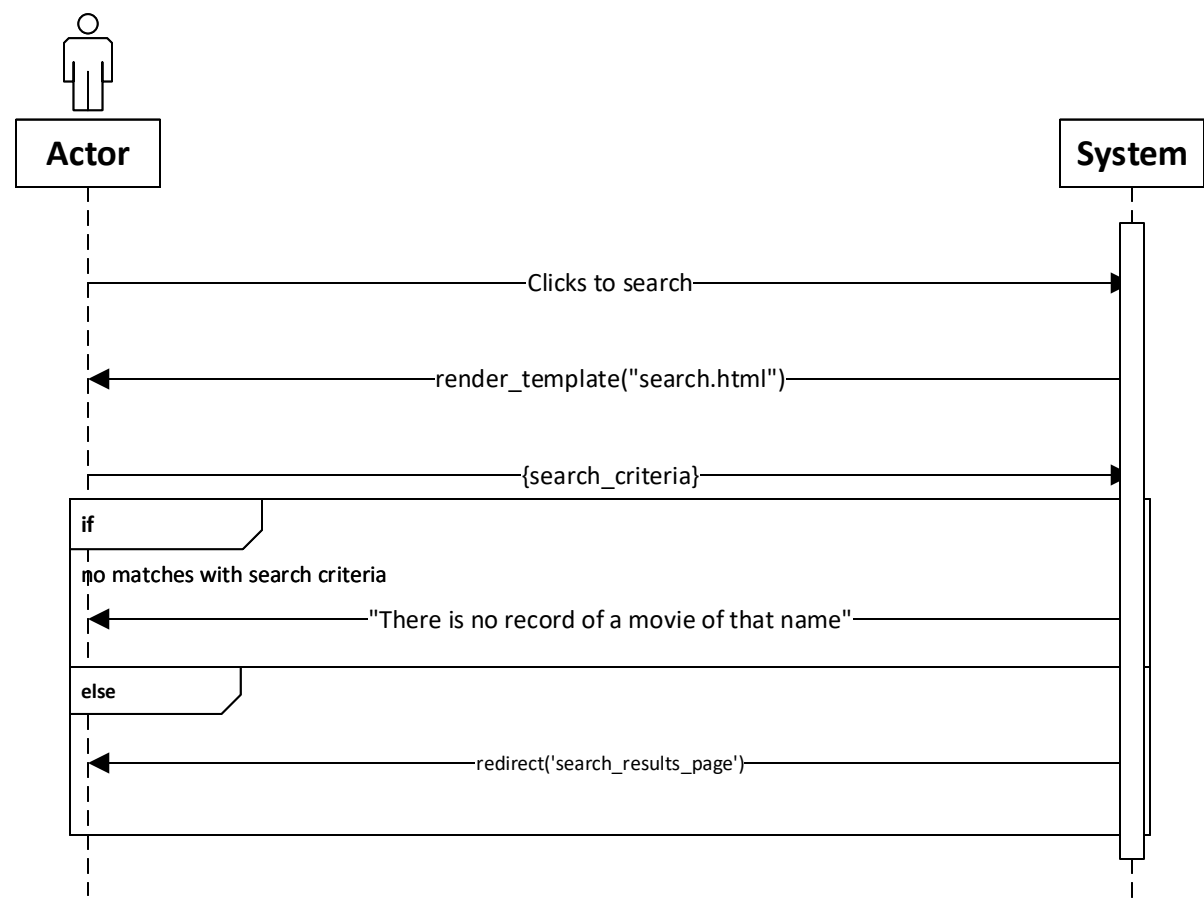 Actor
System
Clicks to search
render_template("search.html")
{search_criteria}
if
no matches with search criteria
"There is no record of a movie of that name"
else
redirect('search_results_page')